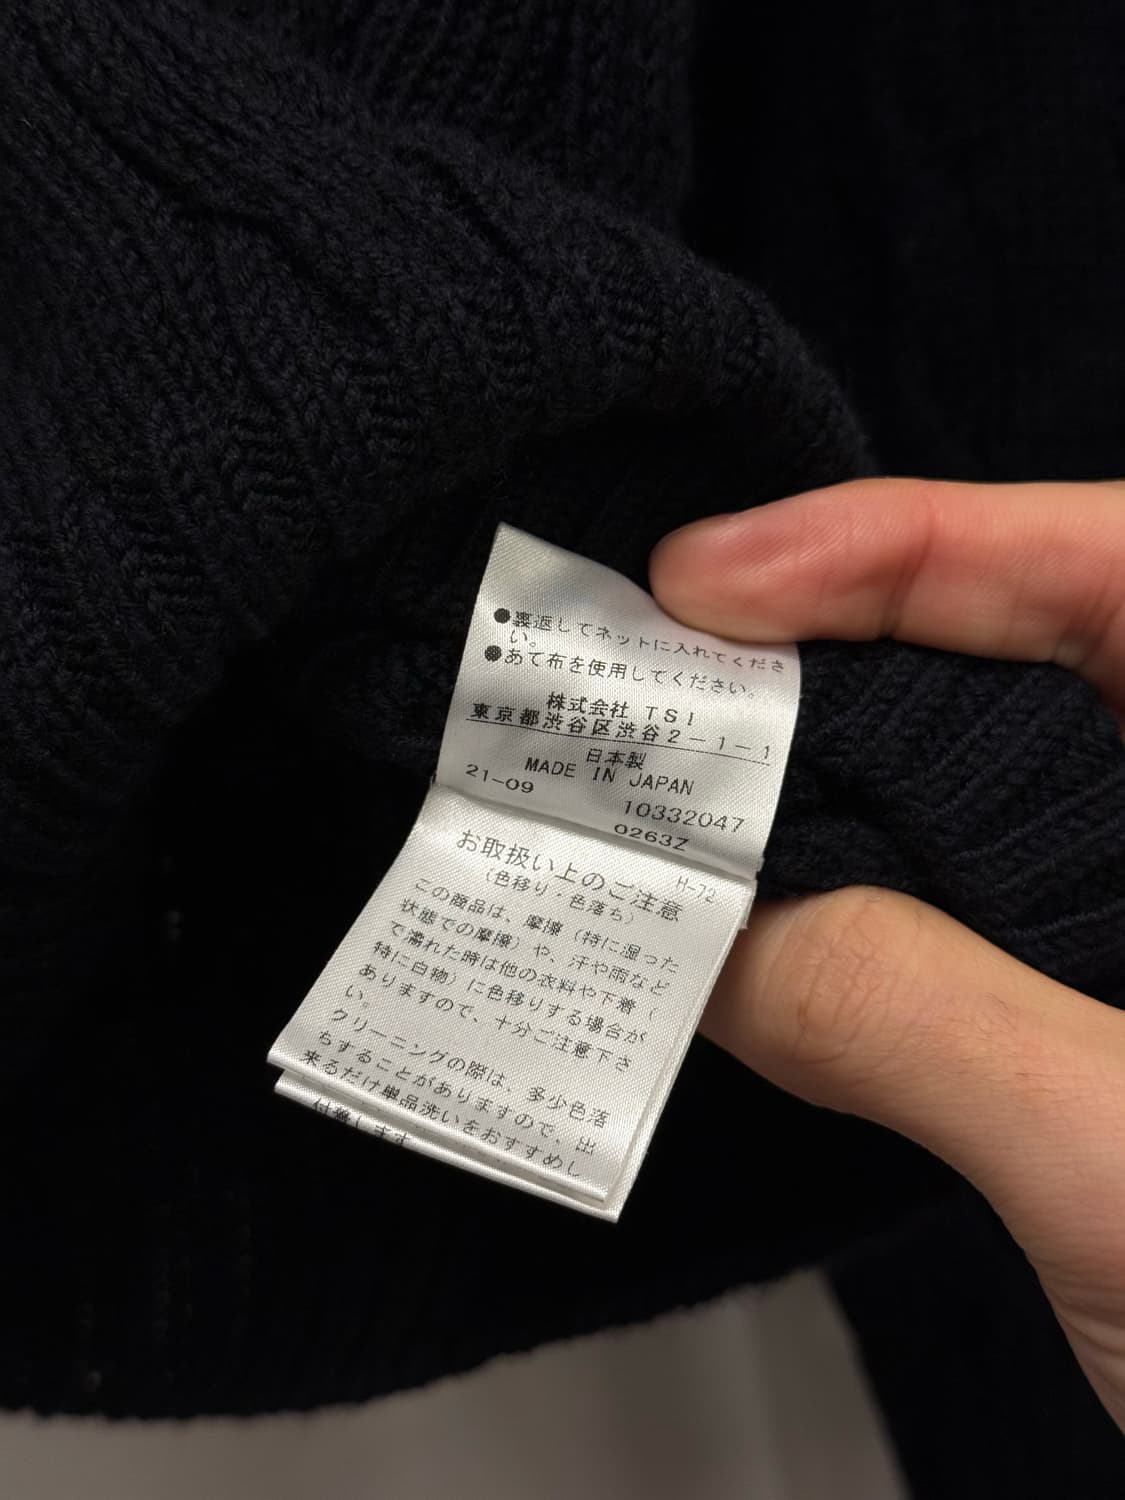 ●裏返してネットに入れてくださ
い。
●あて布を使用してください。
株式会社 TSI
東京都渋谷区渋谷2-1-1
日本製
MADE IN JAPAN
21-09
10332047
0263Z
H-72
お取扱い上のご注意
(色移り・色落ち)
この商品は、摩擦(特に湿った
状態での摩擦)や、汗や雨など
で濡れた時は他の衣料や下着(
特に白物)に色移りする場合が
ありますので、十分ご注意下さ
い。
クリーニングの際は、多少色落
ちすることがありますので、出
来るだけ単品洗いをおすすめし
します